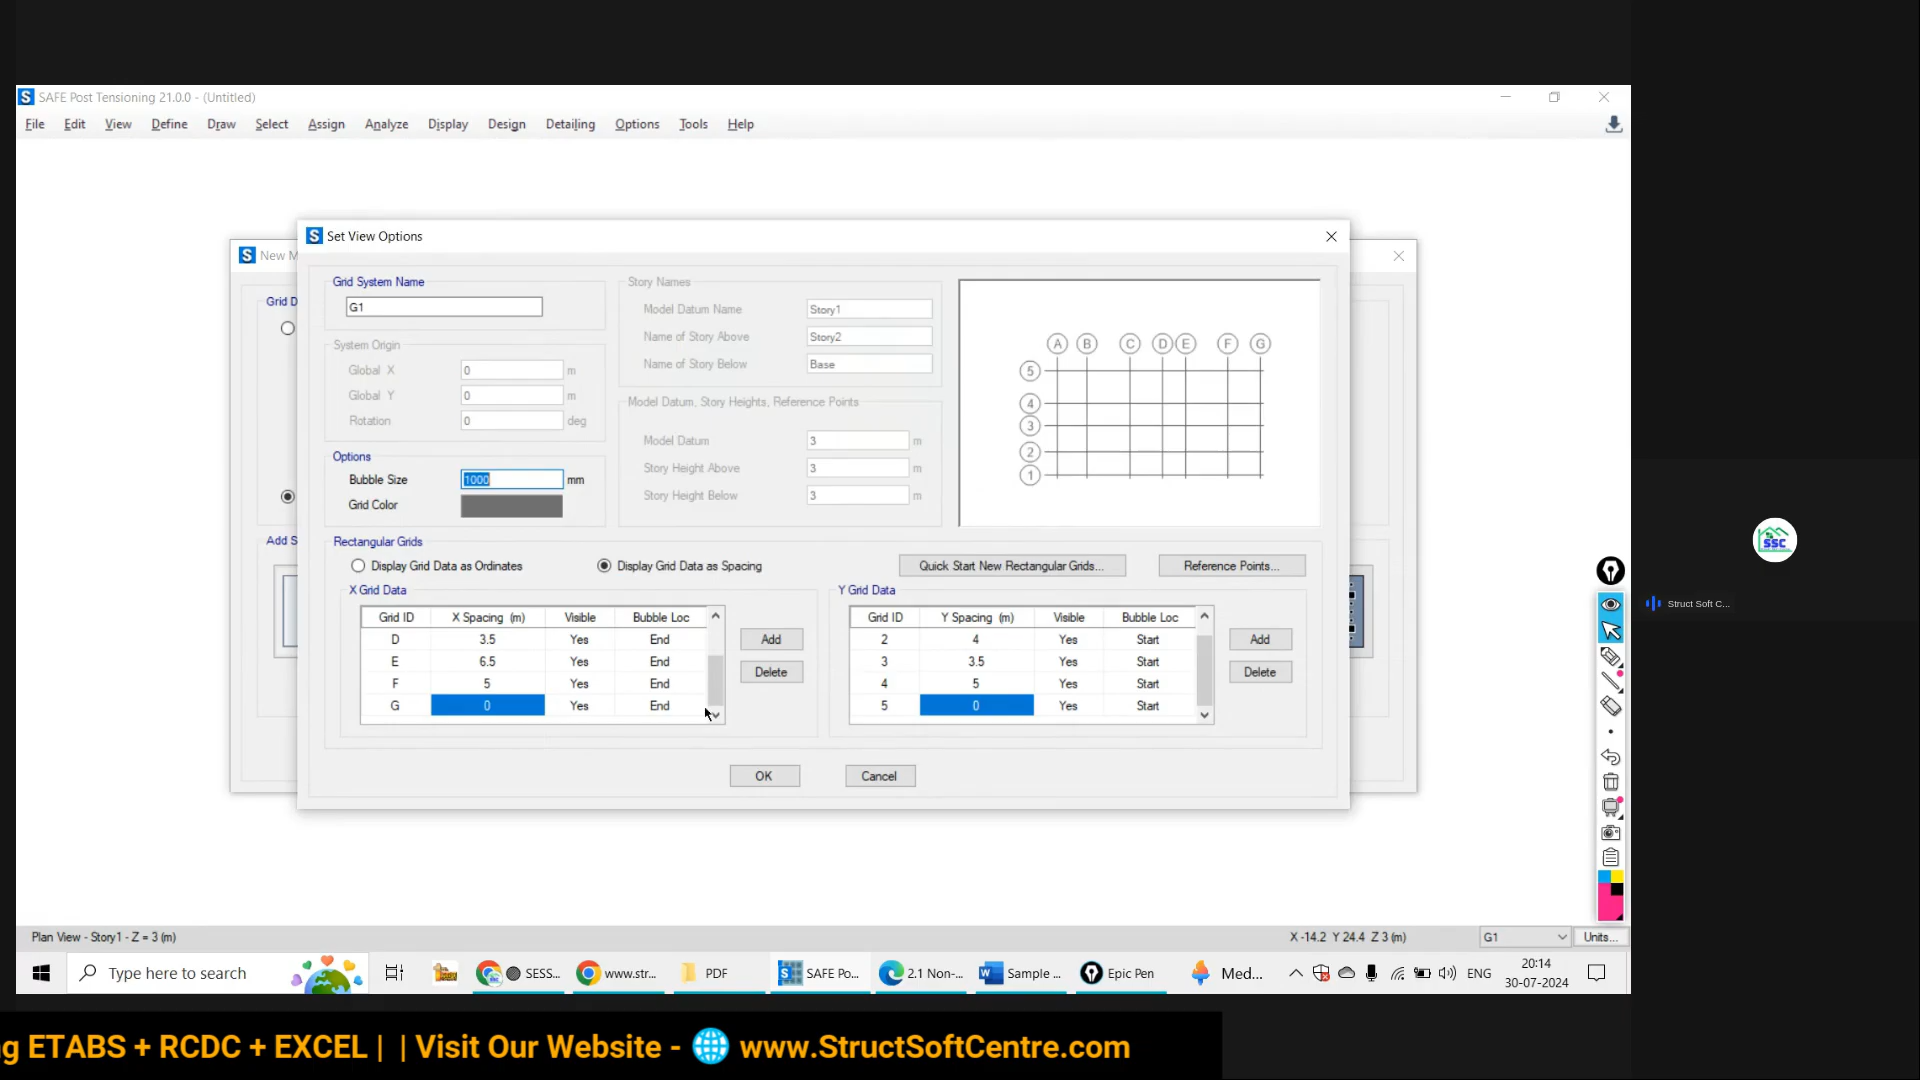 SAFE Post Tensioning 21.0.0 - (Untitled)
File Edit View Define Draw Select Assign Analyze Display Design Detailing Options Tools Help
Set View Options
New M
Grid D
Add S
Grid System Name
G1
System Origin
Global X 0 m
Global Y 0 m
Rotation 0 deg
Options
Bubble Size 1000 mm
Grid Color
Story Names
Model Datum Name Story1
Name of Story Above Story2
Name of Story Below Base
Model Datum, Story Heights, Reference Points
Model Datum 3 m
Story Height Above 3 m
Story Height Below 3 m
A B C D E F G
5
4
3
2
1
Rectangular Grids
Display Grid Data as Ordinates Display Grid Data as Spacing Quick Start New Rectangular Grids... Reference Points...
X Grid Data
Grid ID X Spacing (m) Visible Bubble Loc
D 3.5 Yes End
E 6.5 Yes End
F 5 Yes End
G 0 Yes End
Add
Delete
Y Grid Data
Grid ID Y Spacing (m) Visible Bubble Loc
2 4 Yes Start
3 3.5 Yes Start
4 5 Yes Start
5 0 Yes Start
Add
Delete
OK Cancel
SSC
Struct Soft C...
Plan View - Story1 - Z = 3 (m) X -14.2 Y 24.4 Z 3 (m) G1 Units...
Type here to search SESS... www.str... PDF SAFE Po... 2.1 Non-... Sample ... Epic Pen Med... ENG 20:14
30-07-2024
g ETABS + RCDC + EXCEL | | Visit Our Website - www.StructSoftCentre.com